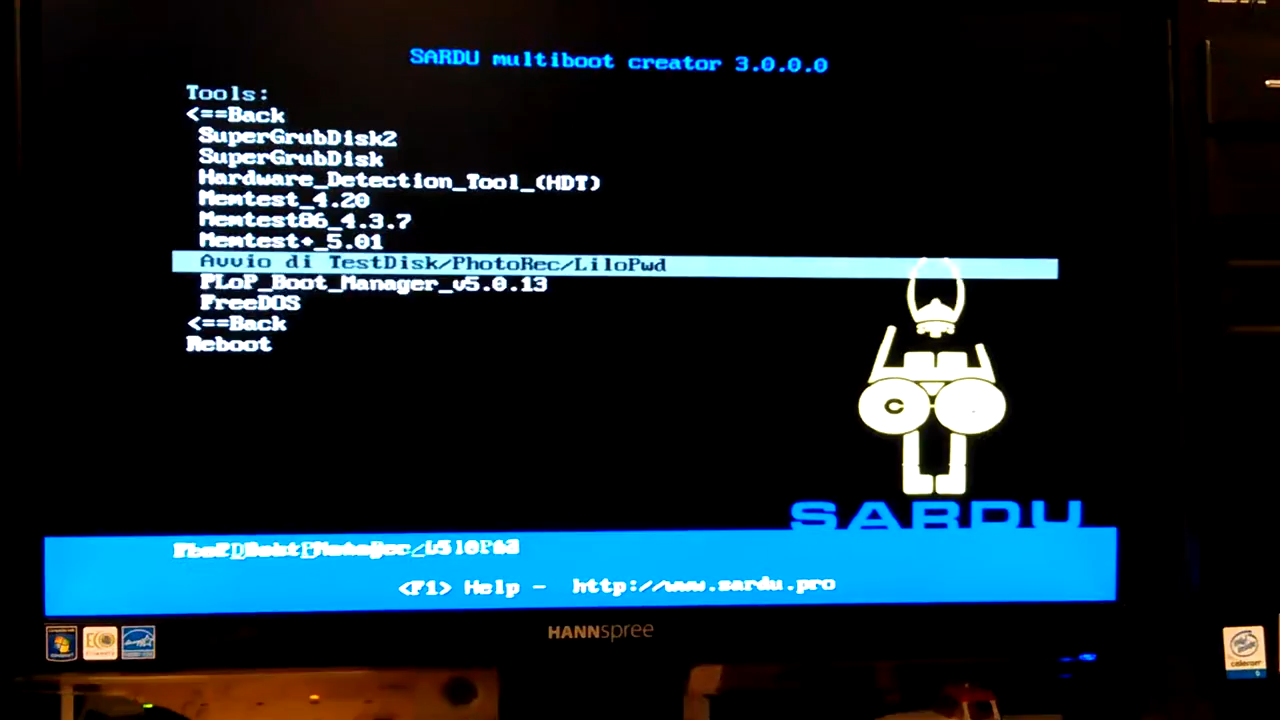 SARDU multiboot creator 3.0.0.0
Tools:
<==Back
SuperGrubDisk2
SuperGrubDisk
Hardware_Detection_Tool_(HDT)
Memtest_4.20
Memtest86_4.3.7
Memtest+_5.01
Avvio di TestDisk/PhotoRec/LiloPwd
PLoP_Boot_Manager_v5.0.13
FreeDOS
<==Back
Reboot
SARDU
<F1> Help - http://www.sardu.pro
HANNspree
ECO
celeron